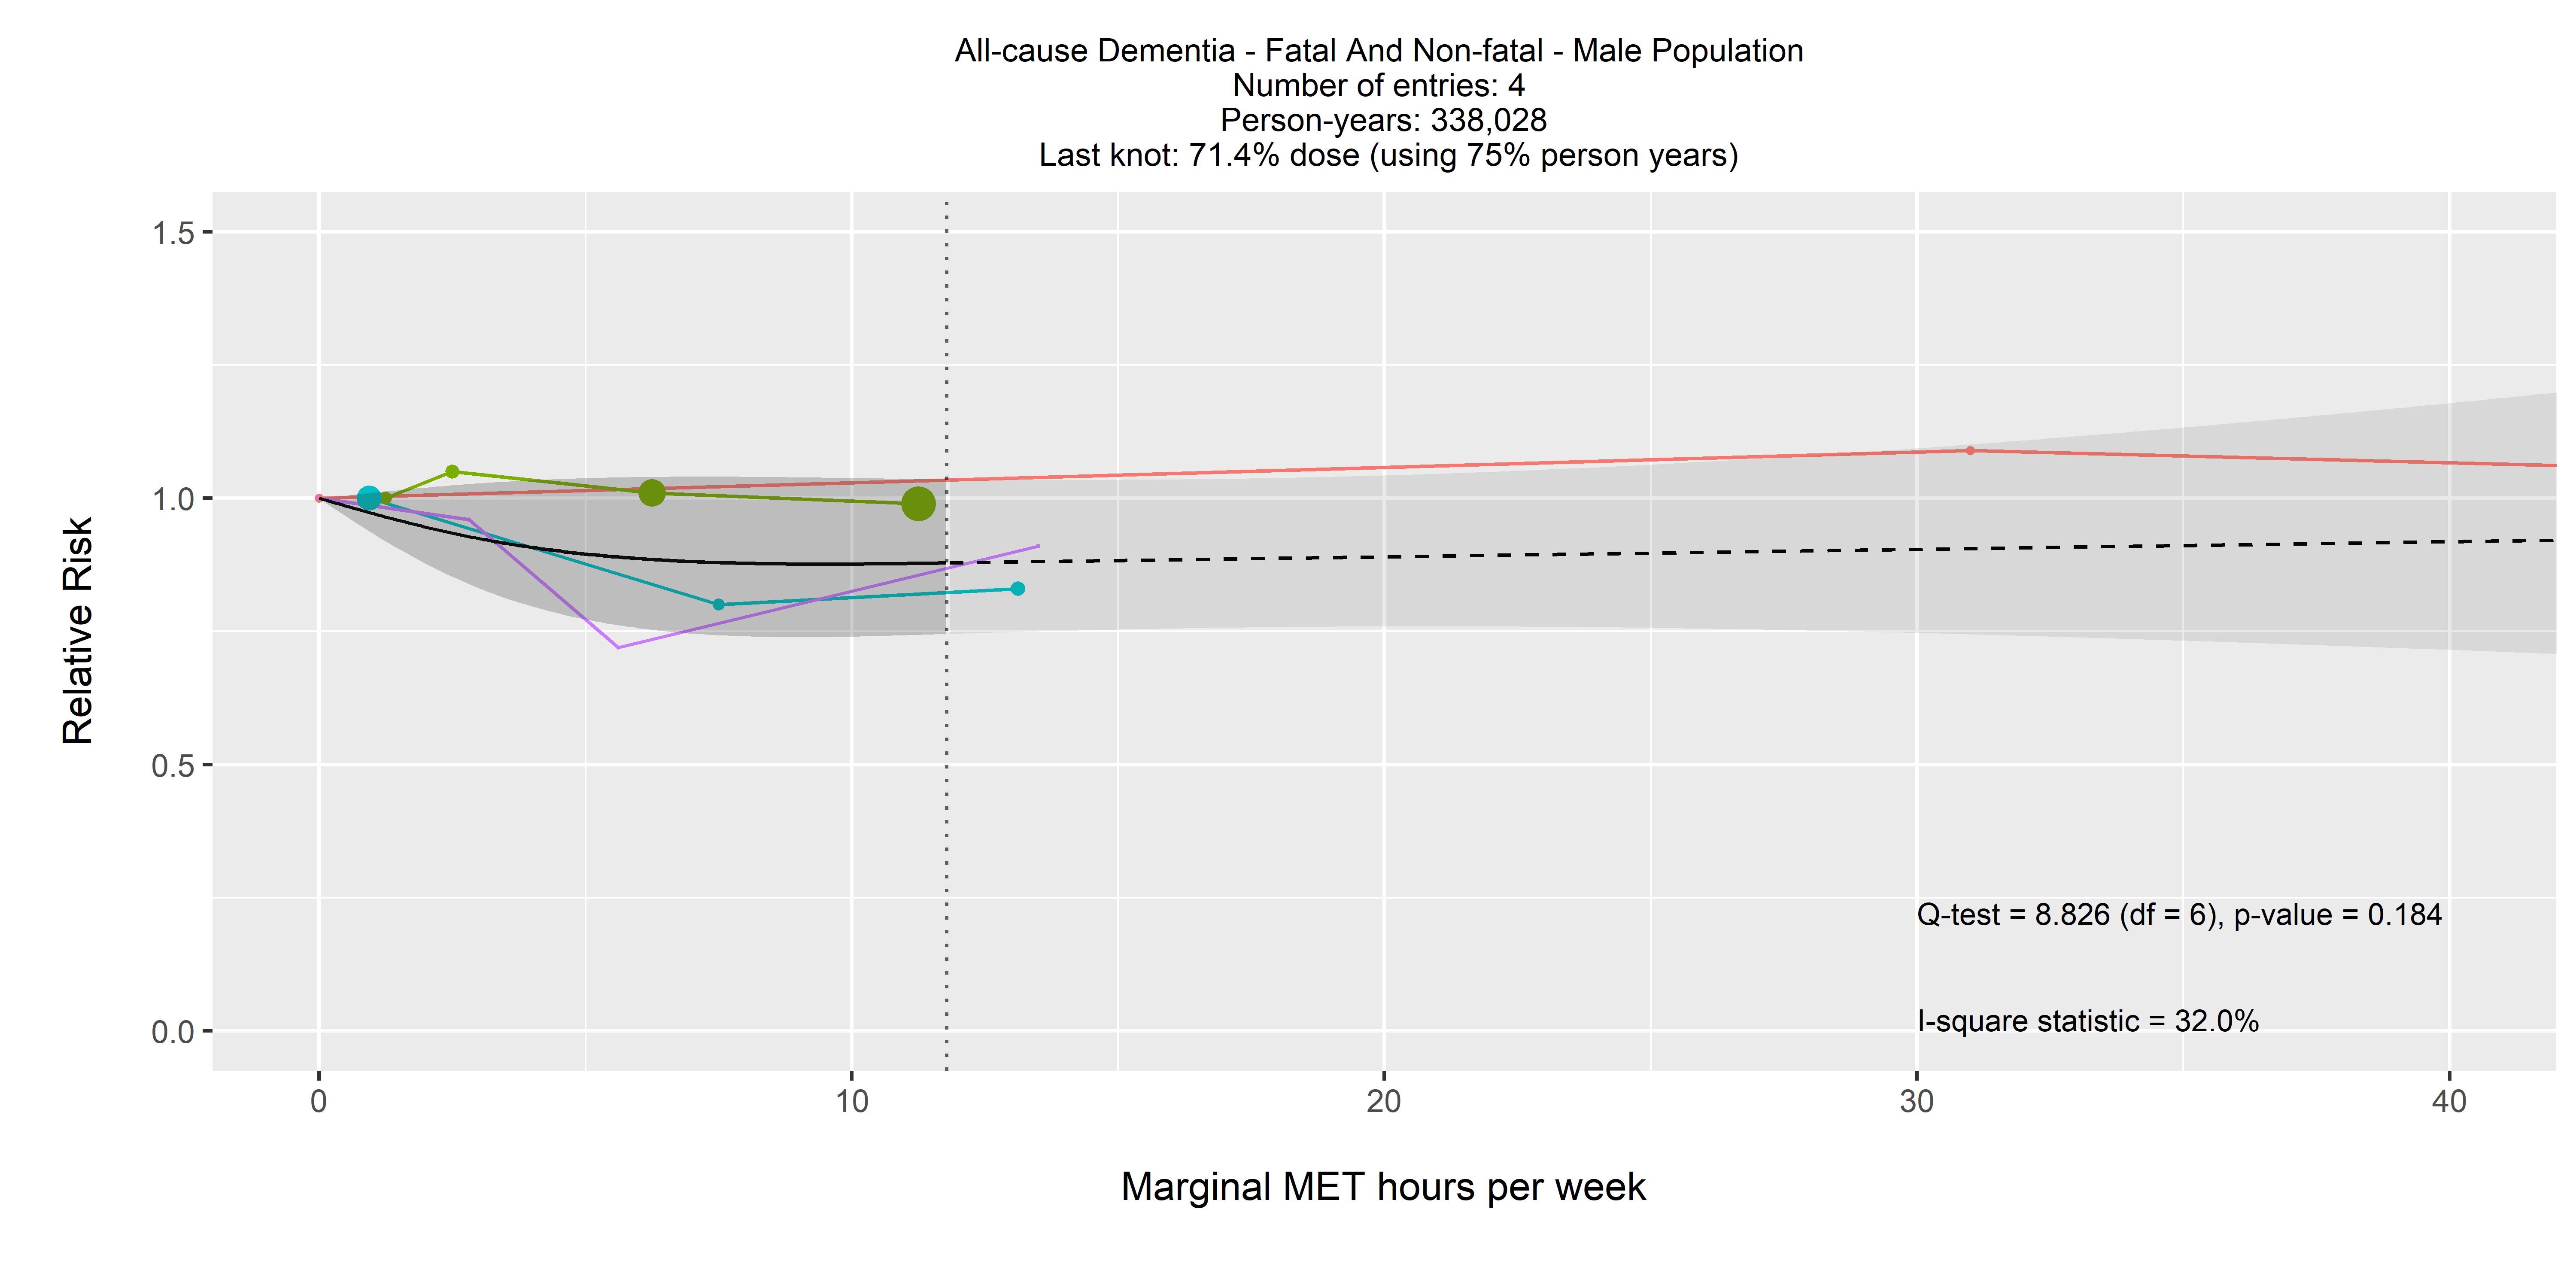 All-cause Dementia - Fatal And Non-fatal - Male Population
Number of entries: 4
Person-years: 338,028
Last knot: 71.4% dose (using 75% person years)
1.5
1.0
0.5
0.0
Relative Risk
Q-test = 8.826 (df = 6), p-value = 0.184
I-square statistic = 32.0%
0 10 20 30 40
Marginal MET hours per week